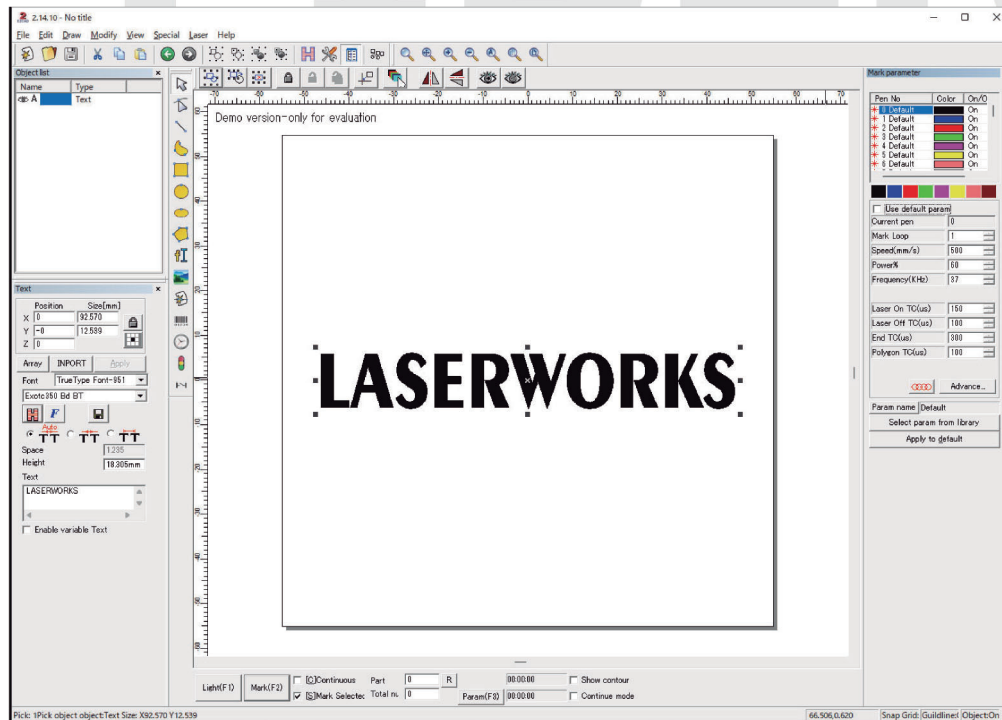 2.14.10 - No title
File Edit Draw Modify View Special Laser Help
Object list
Name Type
A Text
Demo version-only for evaluation
LASERWORKS
Text
Position Size[mm]
X 0 92.570
Y -0 12.539
Z 0
Array INPORT Apply
Font TrueType Font-951
Exotc350 Bd BT
F
Auto
TT TT TT
Space 1.235
Height 18.305mm
Text
LASERWORKS
Enable variable Text
Mark parameter
Pen No Color On/O
0 Default On
1 Default On
2 Default On
3 Default On
4 Default On
5 Default On
6 Default On
Use default param
Current pen 0
Mark Loop 1
Speed(mm/s) 500
Power% 60
Frequency(KHz) 37
Laser On TC(us) 150
Laser Off TC(us) 100
End TC(us) 300
Polygon TC(us) 100
Advance...
Param name Default
Select param from library
Apply to default
Light(F1) Mark(F2) [C]Continuous Part 0 R 00:00:00 Show contour
[S]Mark Selectec Total nu. 0 Param(F3) 00:00:00 Continue mode
Pick: 1Pick object object:Text Size: X92.570 Y12.539
66.506,0.620 Snap Grid: Guildline:( Object:On